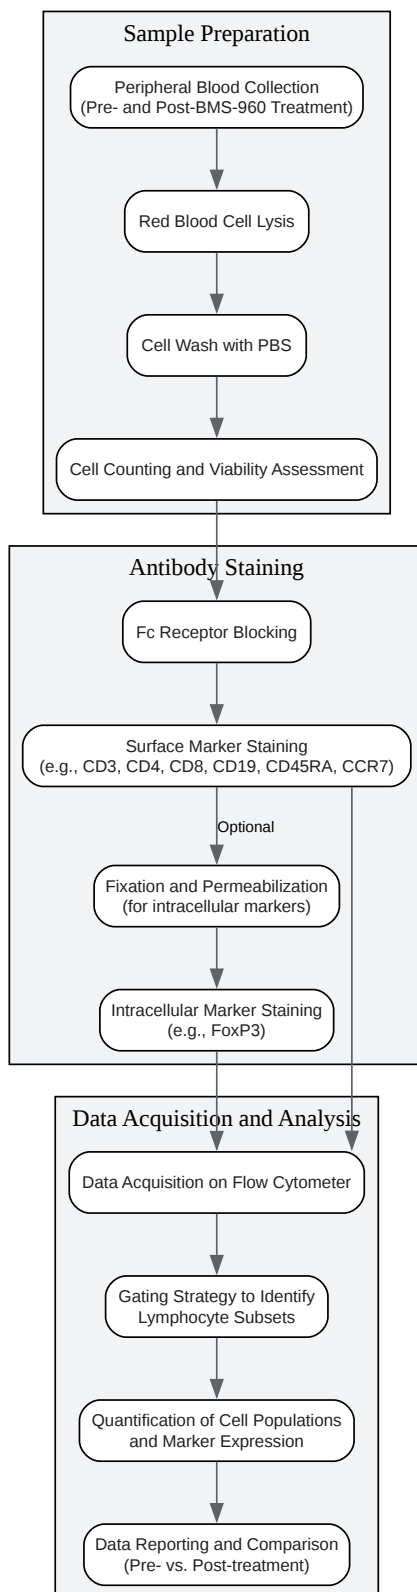 Sample Preparation
Peripheral Blood Collection
(Pre- and Post-BMS-960 Treatment)
Red Blood Cell Lysis
Cell Wash with PBS
Cell Counting and Viability Assessment
Antibody Staining
Fc Receptor Blocking
Surface Marker Staining
(e.g., CD3, CD4, CD8, CD19, CD45RA, CCR7)
Optional
Fixation and Permeabilization
(for intracellular markers)
Intracellular Marker Staining
(e.g., FoxP3)
Data Acquisition and Analysis
Data Acquisition on Flow Cytometer
Gating Strategy to Identify
Lymphocyte Subsets
Quantification of Cell Populations
and Marker Expression
Data Reporting and Comparison
(Pre- vs. Post-treatment)